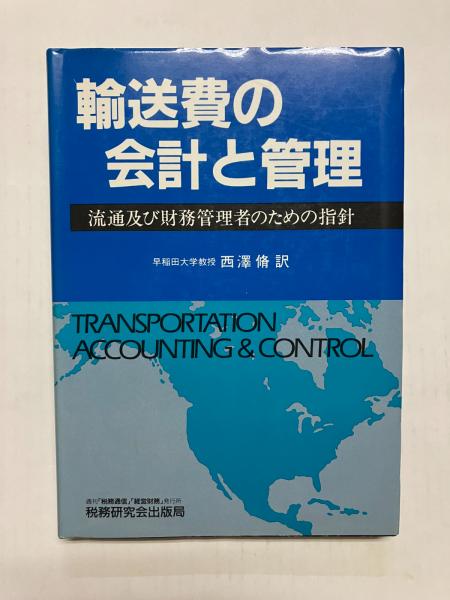 輸送費の
会計と管理
流通及び財務管理者のための指針
早稲田大学教授 西澤脩訳
TRANSPORTATION
ACCOUNTING & CONTROL
週刊「税務通信」「経営財務」発行所
税務研究会出版局